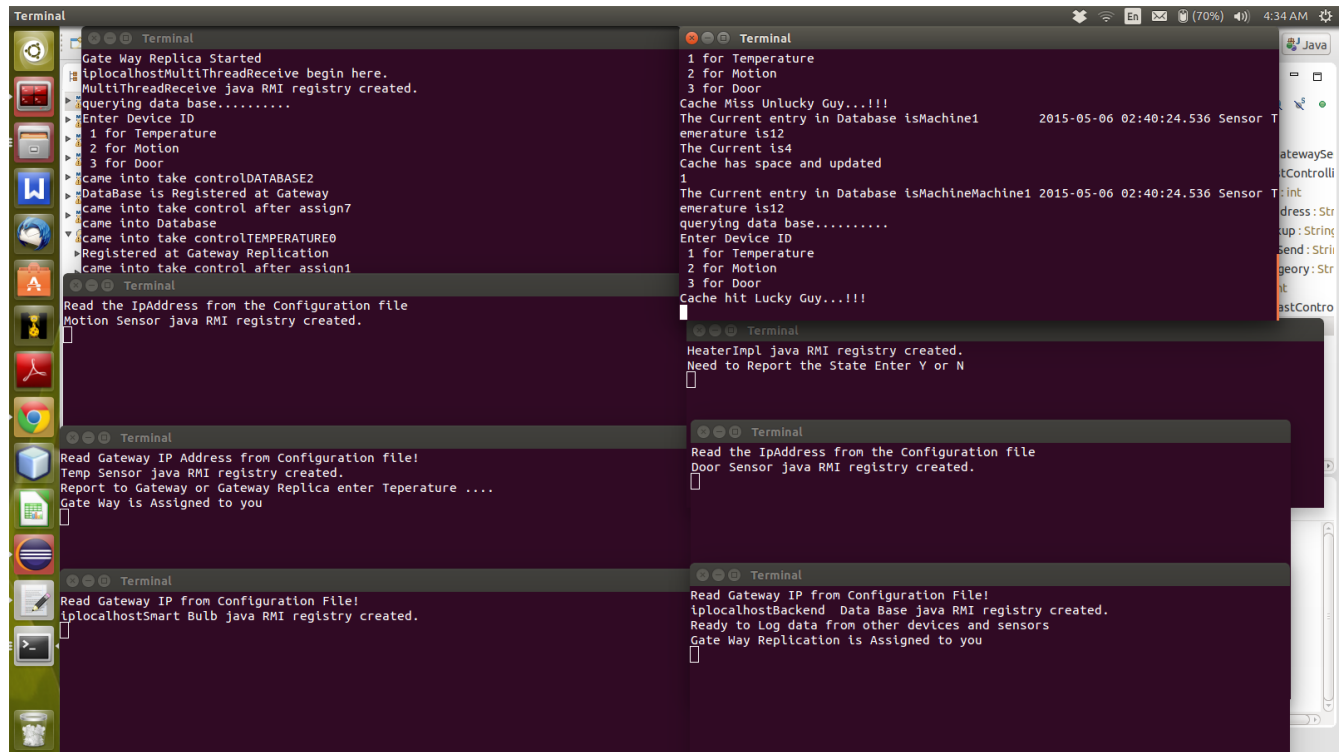 Terminal
En
(70%)
4:34 AM
Terminal
Gate Way Replica Started
iplocalhostMultiThreadReceive begin here.
MultiThreadReceive java RMI registry created.
querying data base..........
Enter Device ID
1 for Temperature
2 for Motion
3 for Door
came into take controlDATABASE2
DataBase is Registered at Gateway
came into take control after assign7
came into Database
came into take controlTEMPERATURE0
Registered at Gateway Replication
came into take control after assign1
Terminal
1 for Temperature
2 for Motion
3 for Door
Cache Miss Unlucky Guy...!!!
The Current entry in Database isMachine1 2015-05-06 02:40:24.536 Sensor T
emerature is12
The Current is4
Cache has space and updated
1
The Current entry in Database isMachineMachine1 2015-05-06 02:40:24.536 Sensor T
emerature is12
querying data base..........
Enter Device ID
1 for Temperature
2 for Motion
3 for Door
Cache hit Lucky Guy...!!!
Java
atewaySe
tControlli
: int
dress : Str
kup : String
Send : Stri
geory : Str
nt
astContro
Terminal
Read the IpAddress from the Configuration file
Motion Sensor java RMI registry created.
Terminal
HeaterImpl java RMI registry created.
Need to Report the State Enter Y or N
Terminal
Read Gateway IP Address from Configuration file!
Temp Sensor java RMI registry created.
Report to Gateway or Gateway Replica enter Teperature ....
Gate Way is Assigned to you
Terminal
Read the IpAddress from the Configuration file
Door Sensor java RMI registry created.
Terminal
Read Gateway IP from Configuration File!
iplocalhostSmart Bulb java RMI registry created.
Terminal
Read Gateway IP from Configuration File!
iplocalhostBackend  Data Base java RMI registry created.
Ready to Log data from other devices and sensors
Gate Way Replication is Assigned to you